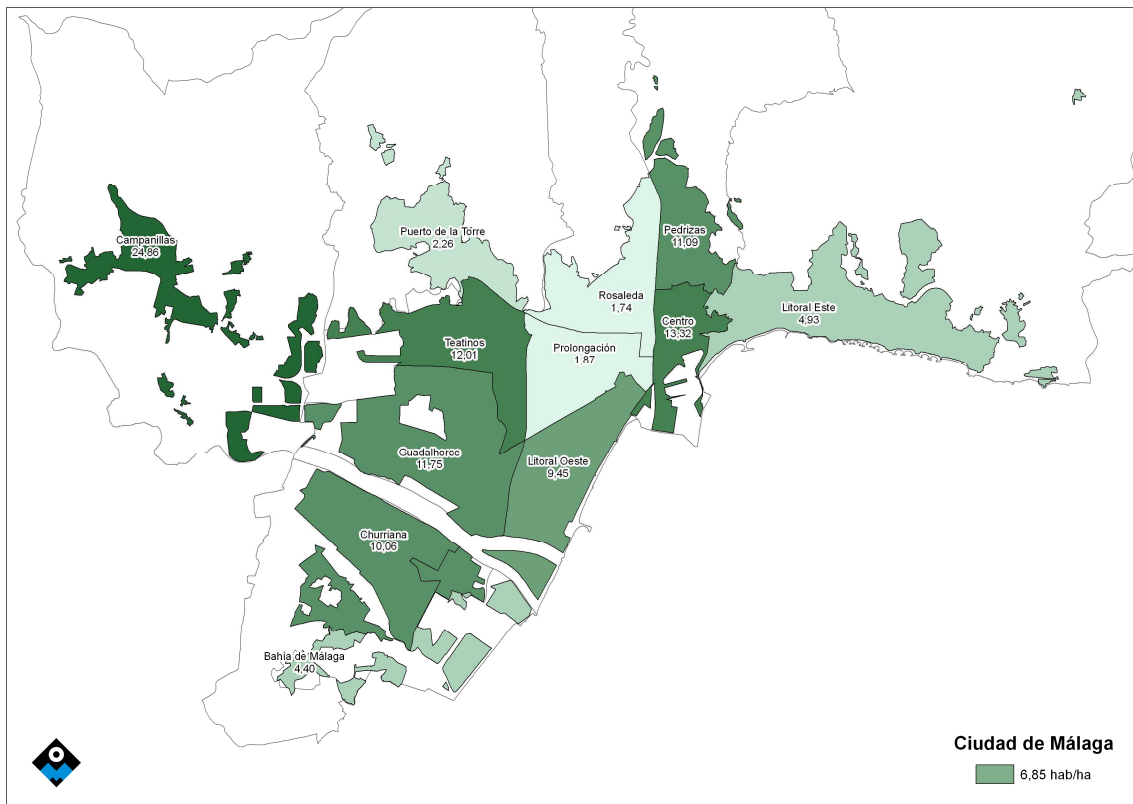 Campanillas
24,86
Puerto de la Torre
2,26
Pedrizas
11,09
Rosaleda
1,74
Centro
13,32
Litoral Este
4,93
Teatinos
12,01
Prolongación
1,87
Guadalhorce
11,75
Litoral Oeste
9,45
Churriana
10,06
Bahía de Málaga
4,40
Ciudad de Málaga
6,85 hab/ha